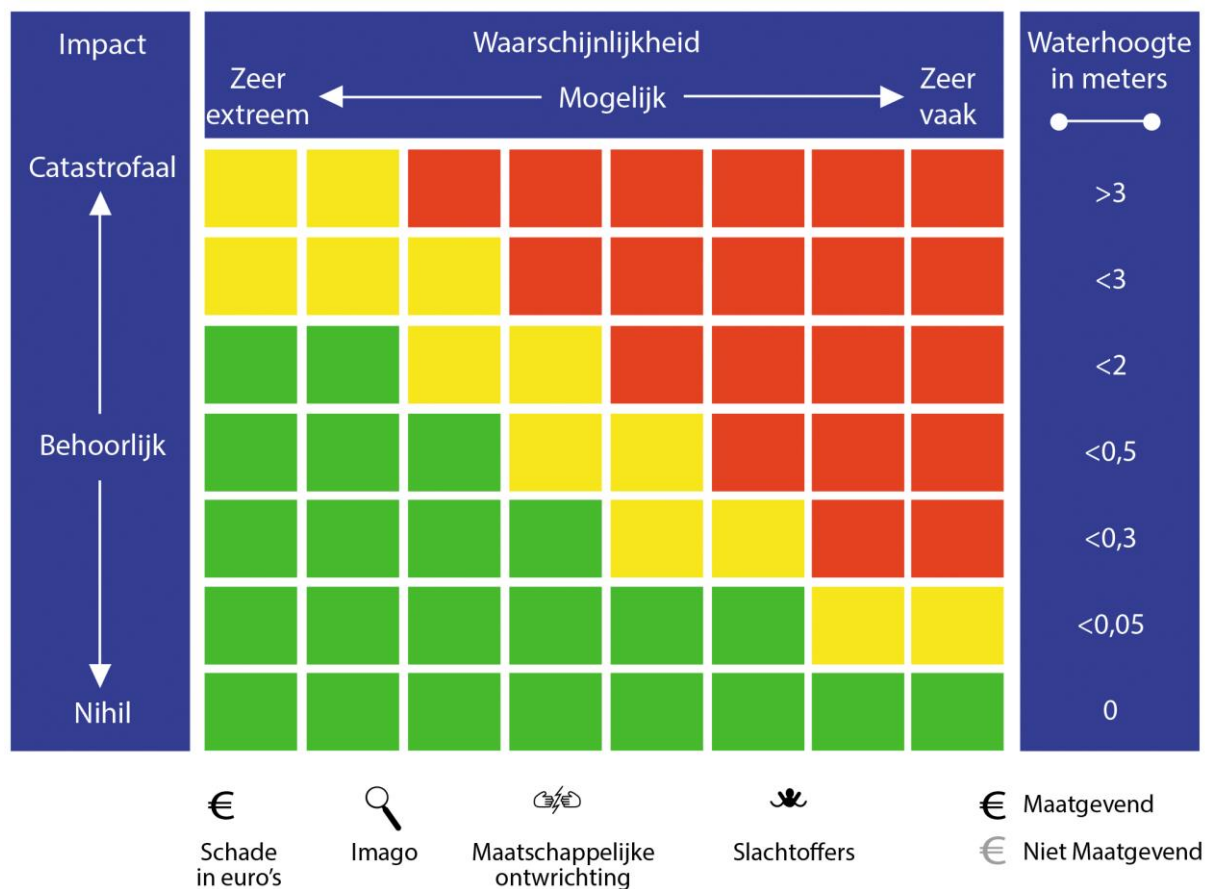 Impact
Waarschijnlijkheid
Zeer
extreem
Mogelijk
Zeer
vaak
Waterhoogte
in meters
Catastrofaal
Behoorlijk
Nihil
>3
<3
<2
<0,5
<0,3
<0,05
0
€
Schade
in euro's
Imago
Maatschappelijke
ontwrichting
Slachtoffers
€ Maatgevend
€ Niet Maatgevend